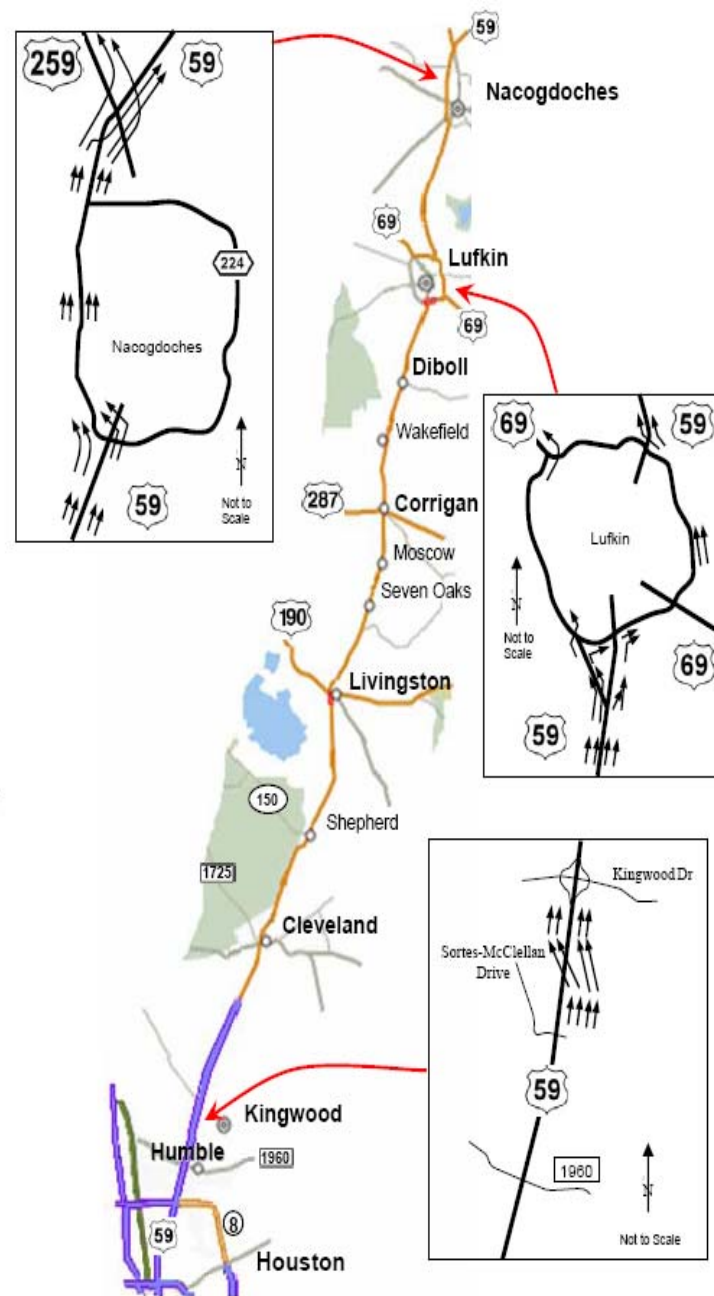 259
59
224
Nacogdoches
59
N
Not to
Scale
59
Nacogdoches
69
Lufkin
69
Diboll
Wakefield
287
Corrigan
Moscow
Seven Oaks
190
Livingston
150
Shepherd
1725
Cleveland
Kingwood
Humble
1960
59
8
Houston
69
59
Lufkin
N
Not to
Scale
69
59
Kingwood Dr
Sortes-McClellan
Drive
59
1960
N
Not to Scale